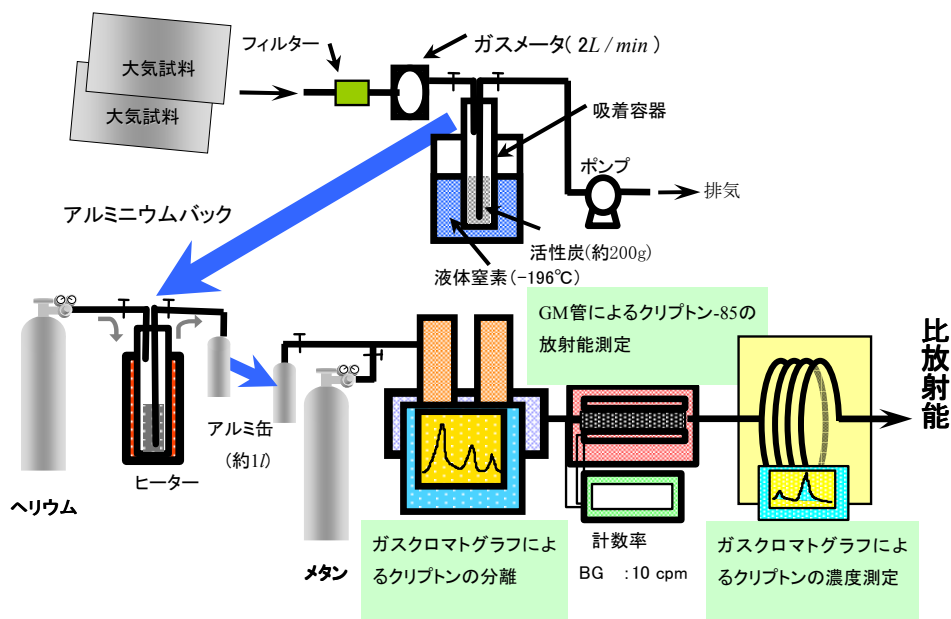 フィルター
ガスメータ( 2L / min )
大気試料
大気試料
吸着容器
ポンプ
排気
アルミニウムバック
活性炭(約200g)
液体窒素(-196℃)
GM管によるクリプトン-85の
放射能測定
比放射能
アルミ缶
(約1l)
ヒーター
ヘリウム
メタン
ガスクロマトグラフによ
るクリプトンの分離
計数率
BG :10 cpm
ガスクロマトグラフによ
るクリプトンの濃度測定